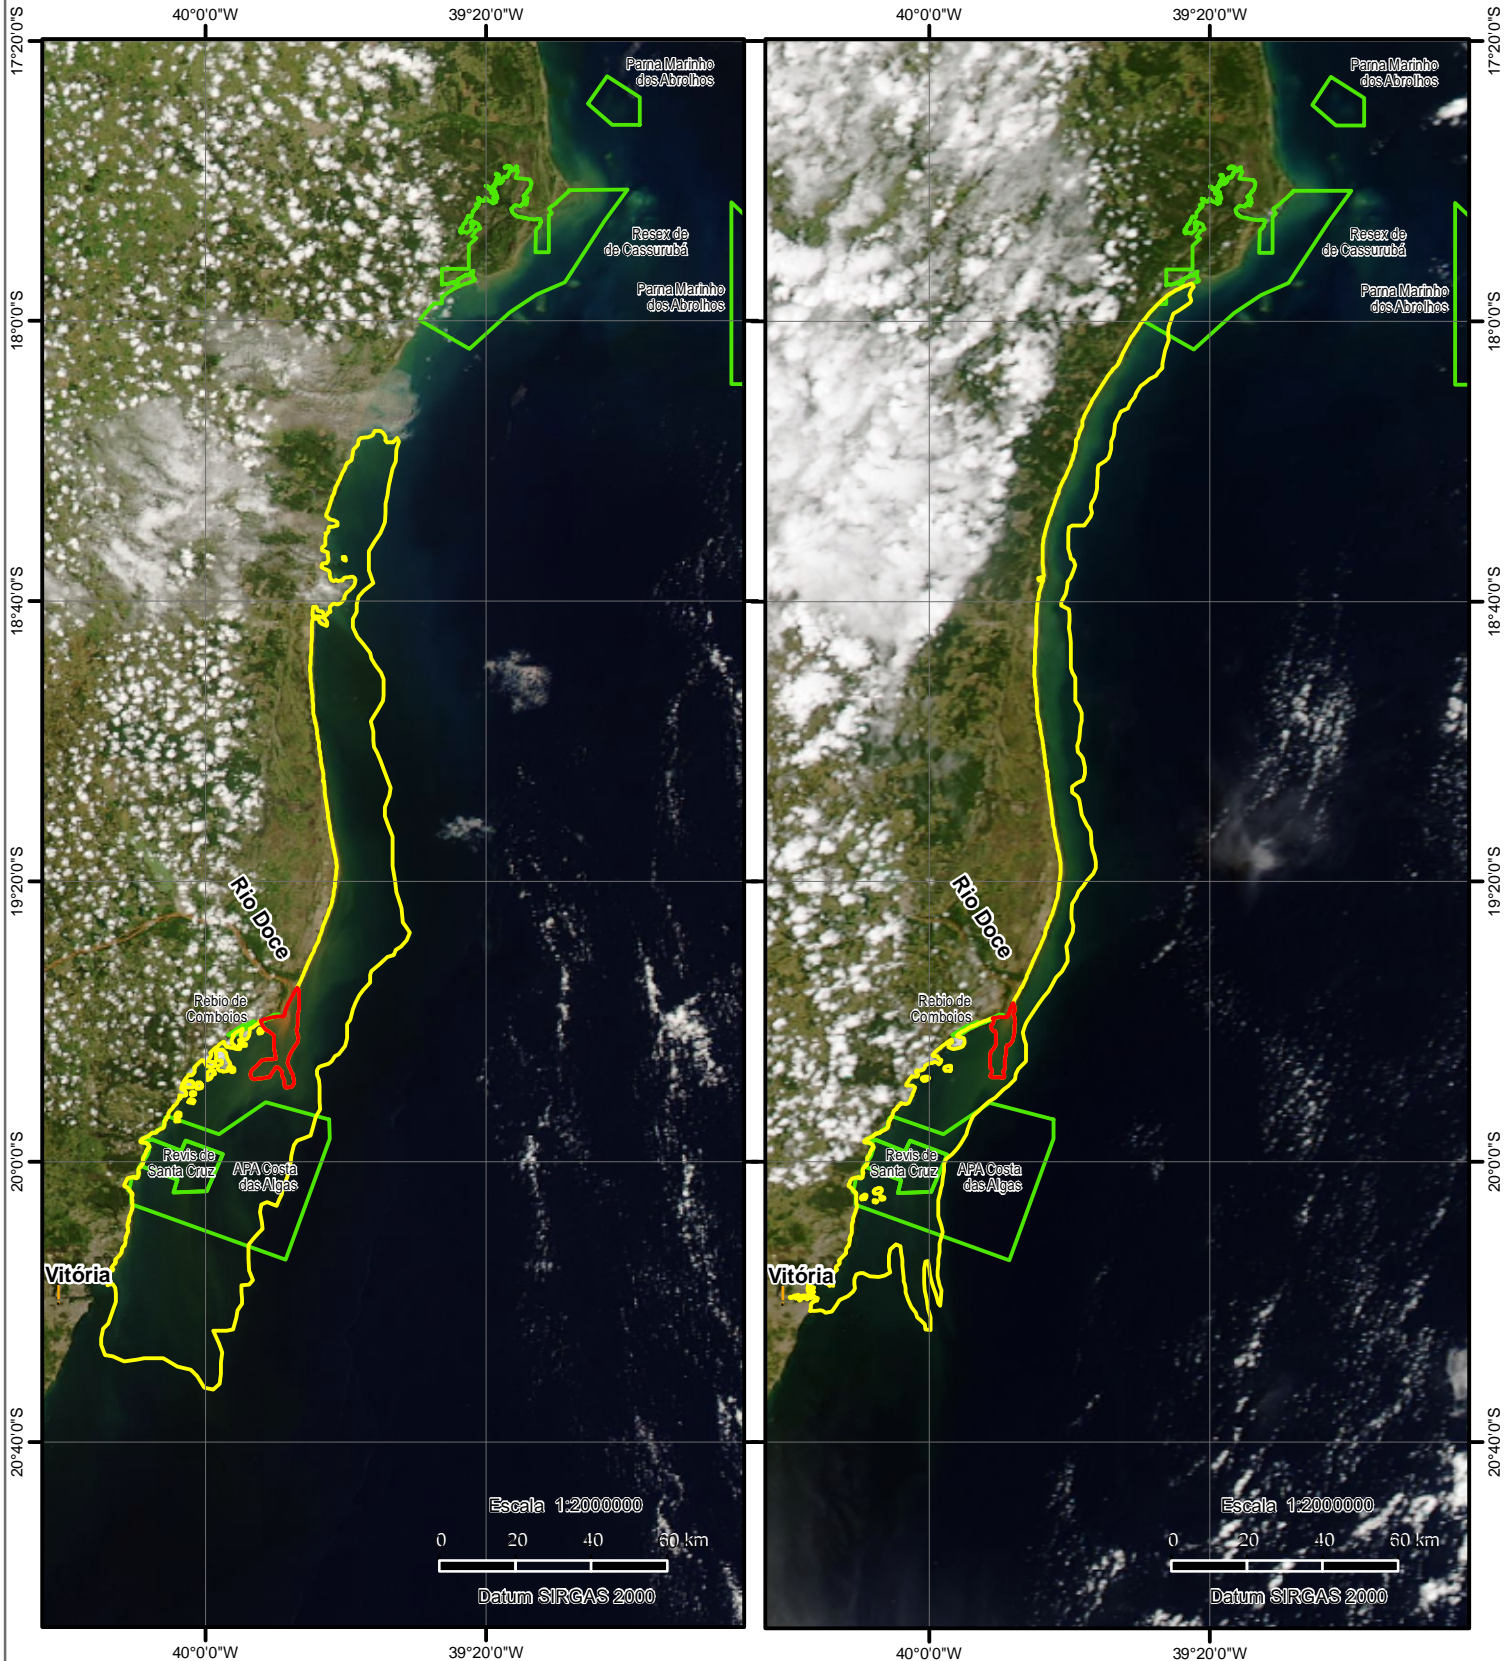 40°0'0"W
39°20'0"W
40°0'0"W
39°20'0"W
17°20'0"S
18°0'0"S
18°40'0"S
19°20'0"S
20°0'0"S
20°40'0"S
Parna Marinho
dos Abrolhos
Resex de
de Cassurubá
Parna Marinho
dos Abrolhos
Rio Doce
Rebio de
Comboios
Revis de
Santa Cruz
APA Costa
das Algas
Vitória
Escala 1:2000000
0 20 40 60 km
Datum SIRGAS 2000
Parna Marinho
dos Abrolhos
Resex de
de Cassurubá
Parna Marinho
dos Abrolhos
Rio Doce
Rebio de
Comboios
Revis de
Santa Cruz
APA Costa
das Algas
Vitória
Escala 1:2000000
0 20 40 60 km
Datum SIRGAS 2000
17°20'0"S
18°0'0"S
18°40'0"S
19°20'0"S
20°0'0"S
20°40'0"S
40°0'0"W
39°20'0"W
40°0'0"W
39°20'0"W